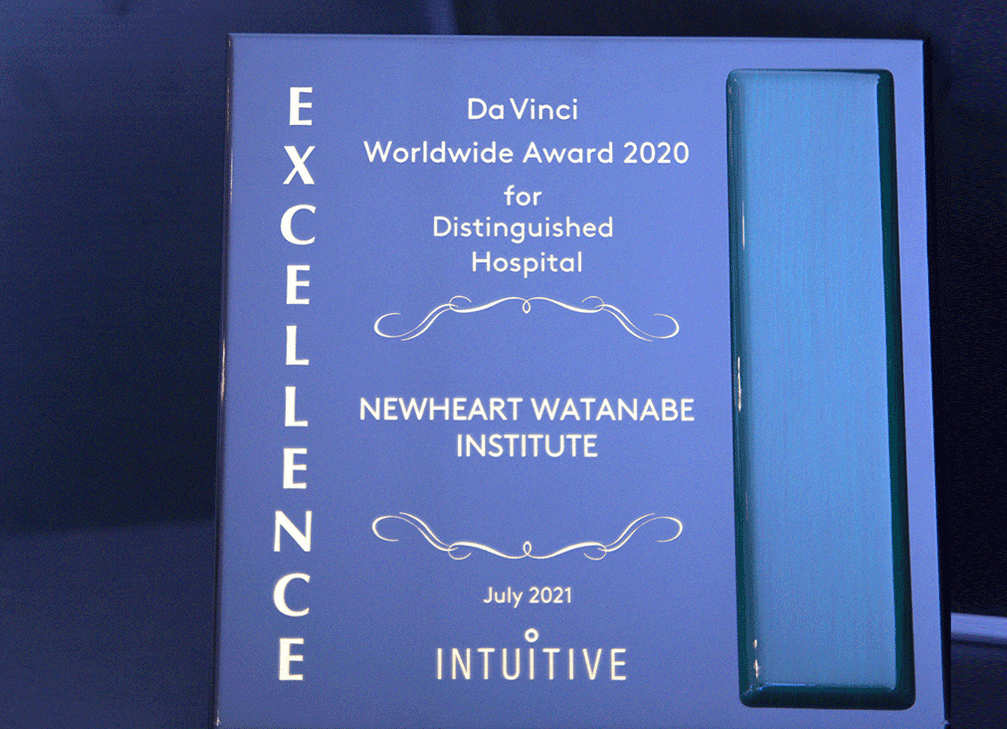 EXCELLENCE
Da Vinci
Worldwide Award 2020
for
Distinguished
Hospital
NEWHEART WATANABE
INSTITUTE
July 2021
INTUITIVE